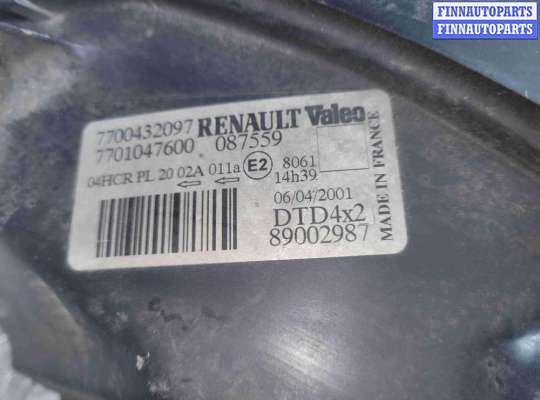 FINNAUTOPARTS
FINNAUTOPARTS
7700432097 RENAULT Valeo
7701047600 087559
04HCR PL 20 02A 011a E2 8061
14h39
06/04/2001
DTD4x2
89002987
MADE IN FRANCE